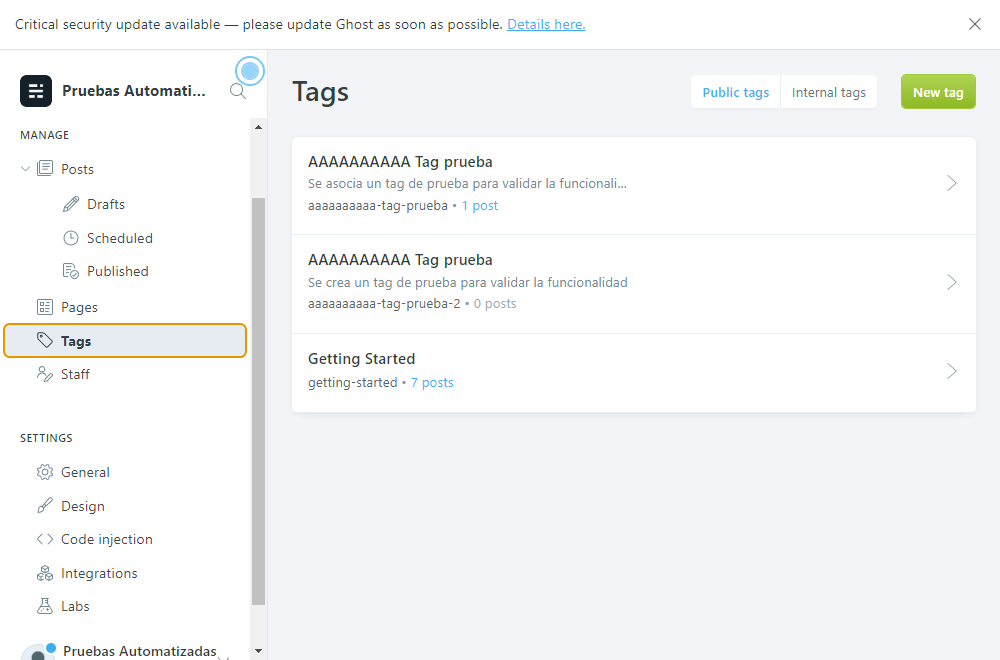 Critical security update available — please update Ghost as soon as possible. Details here.
Pruebas Automati...
MANAGE
Posts
Drafts
Scheduled
Published
Pages
Tags
Staff
SETTINGS
General
Design
Code injection
Integrations
Labs
Pruebas Automatizadas
Tags
Public tags
Internal tags
New tag
AAAAAAAAAA Tag prueba
Se asocia un tag de prueba para validar la funcionali...
aaaaaaaaaa-tag-prueba • 1 post
AAAAAAAAAA Tag prueba
Se crea un tag de prueba para validar la funcionalidad
aaaaaaaaaa-tag-prueba-2 • 0 posts
Getting Started
getting-started • 7 posts